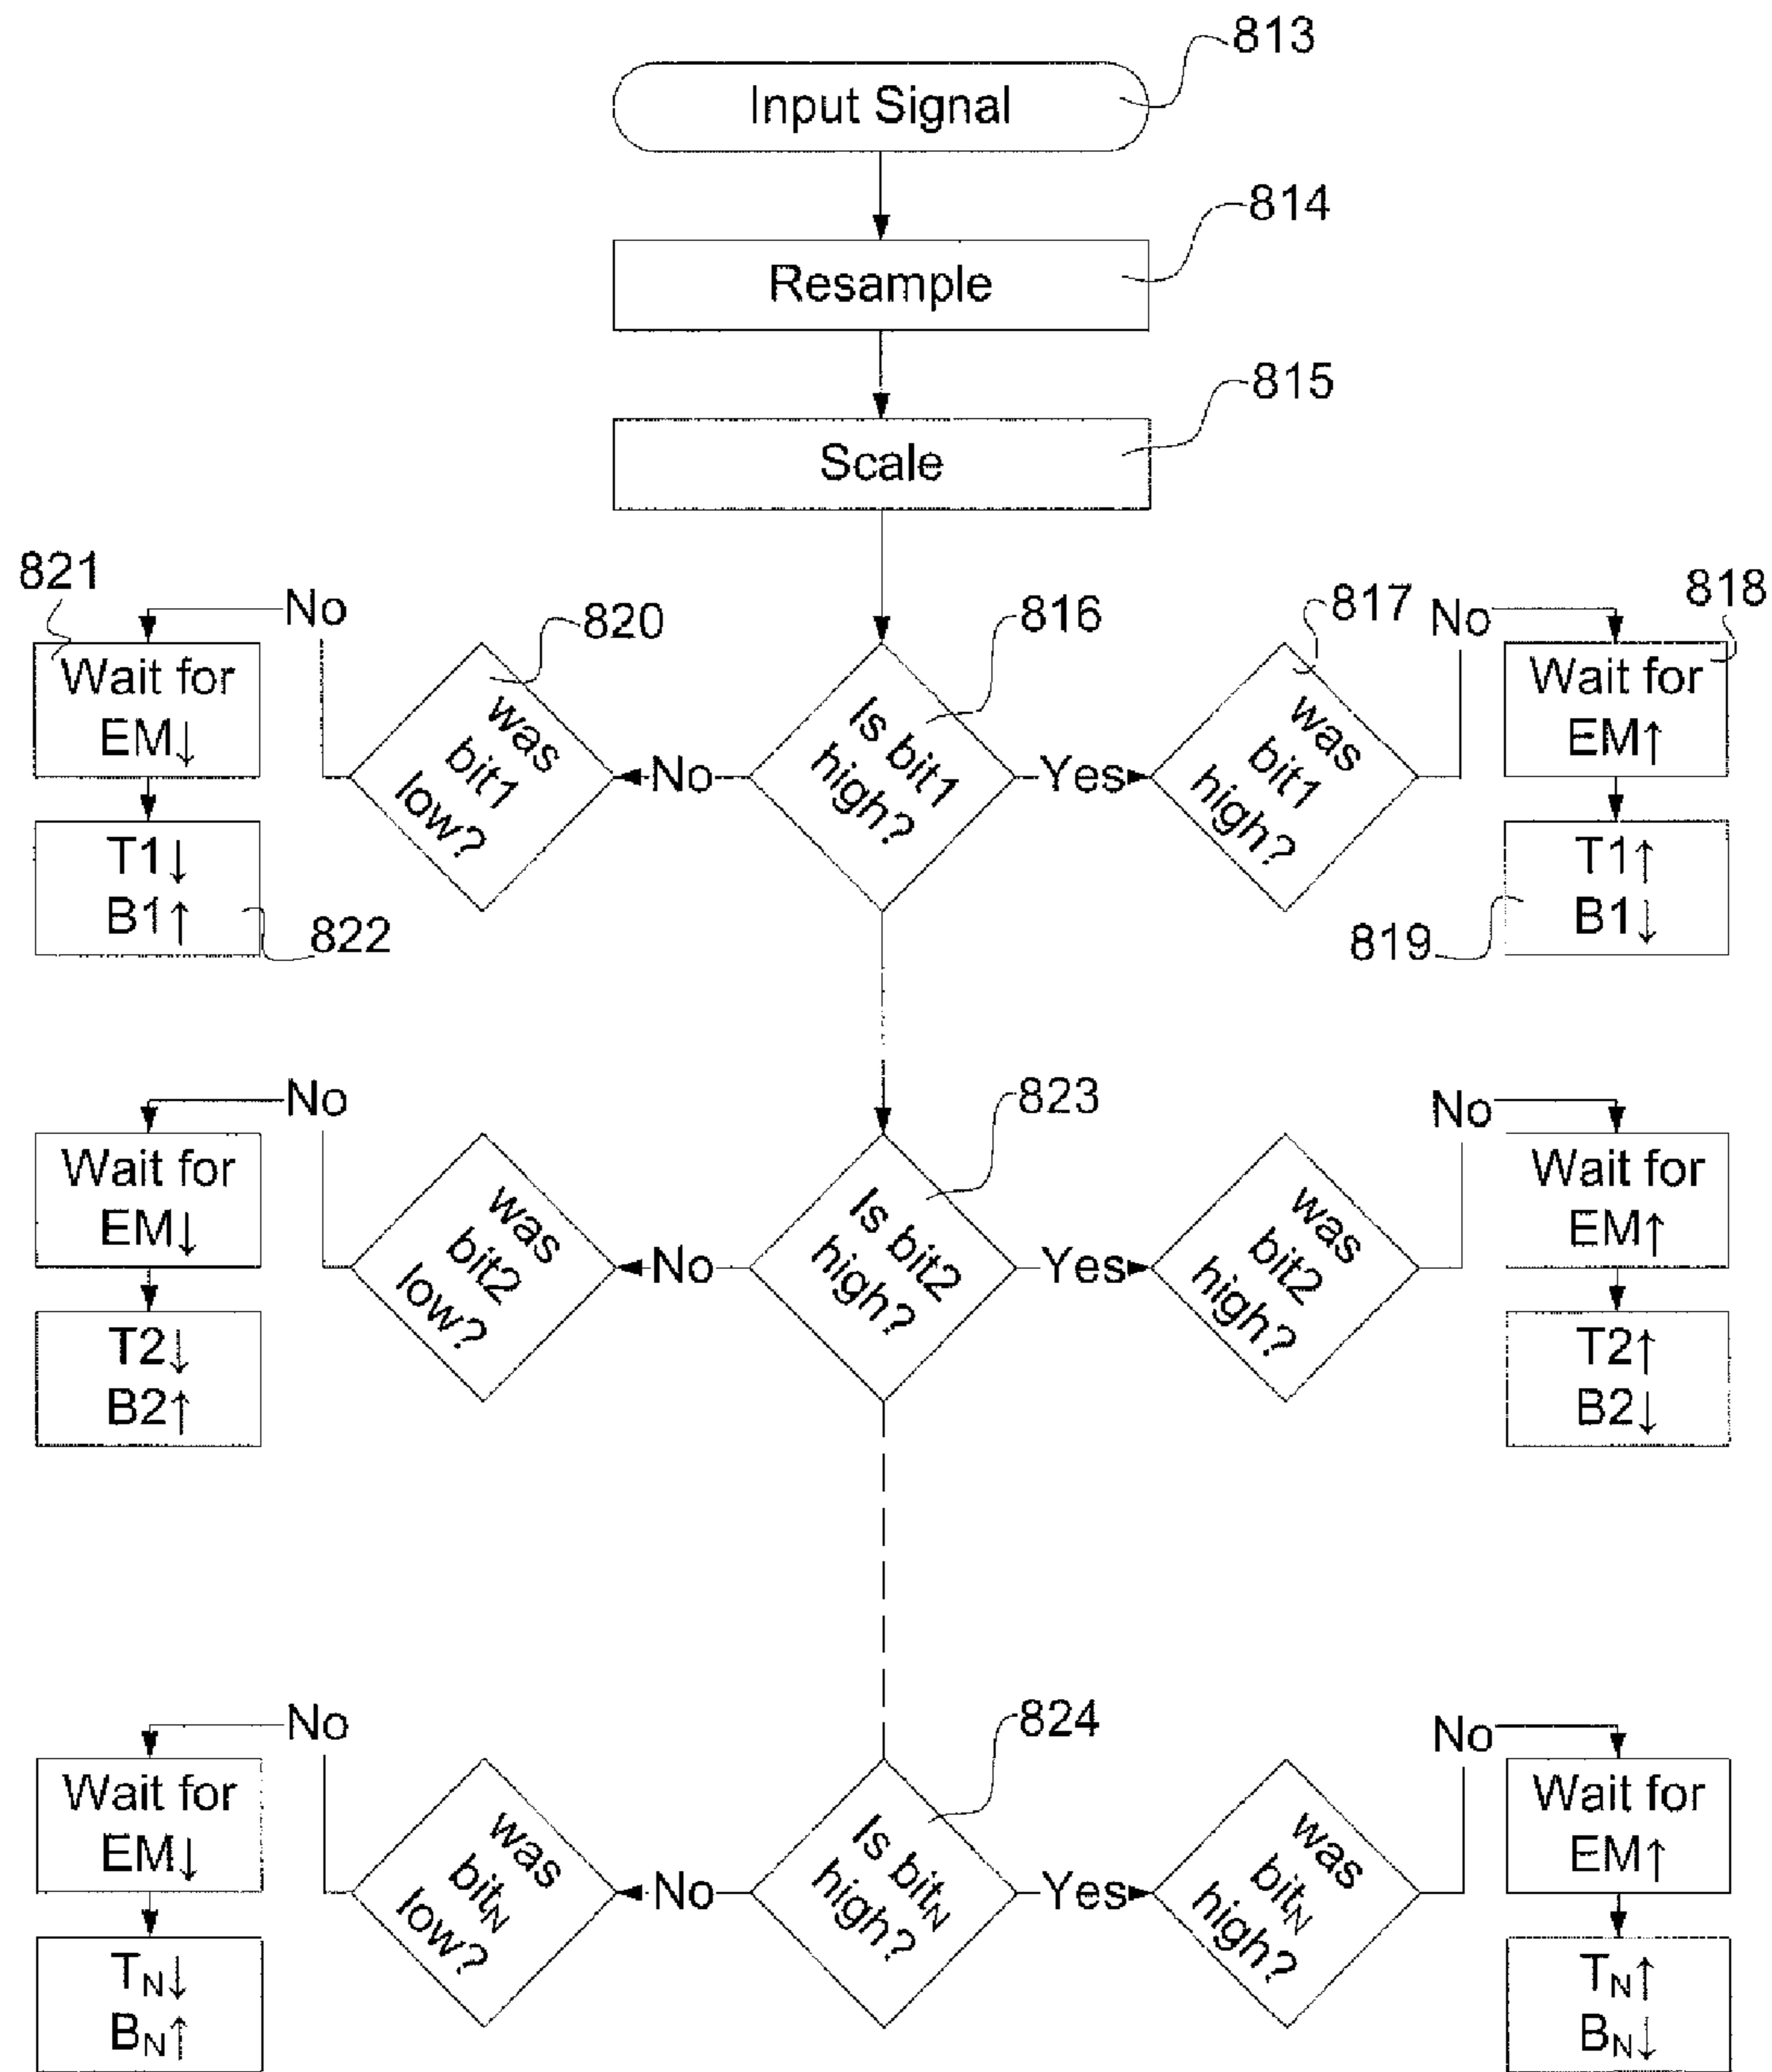 813
Input Signal
814
Resample
815
Scale
821
No
820
816
817
No
818
Wait for
EM↓
was
bit1
low?
No
Is bit1
high?
Yes
was
bit1
high?
Wait for
EM↑
T1↓
B1↑
822
T1↑
B1↓
819
No
823
No
Wait for
EM↓
was
bit2
low?
No
Is bit2
high?
Yes
was
bit2
high?
Wait for
EM↑
T2↓
B2↑
T2↑
B2↓
No
824
No
Wait for
EM↓
was
bitN
low?
No
Is bitN
high?
Yes
was
bitN
high?
Wait for
EM↑
TN↓
BN↑
TN↑
BN↓